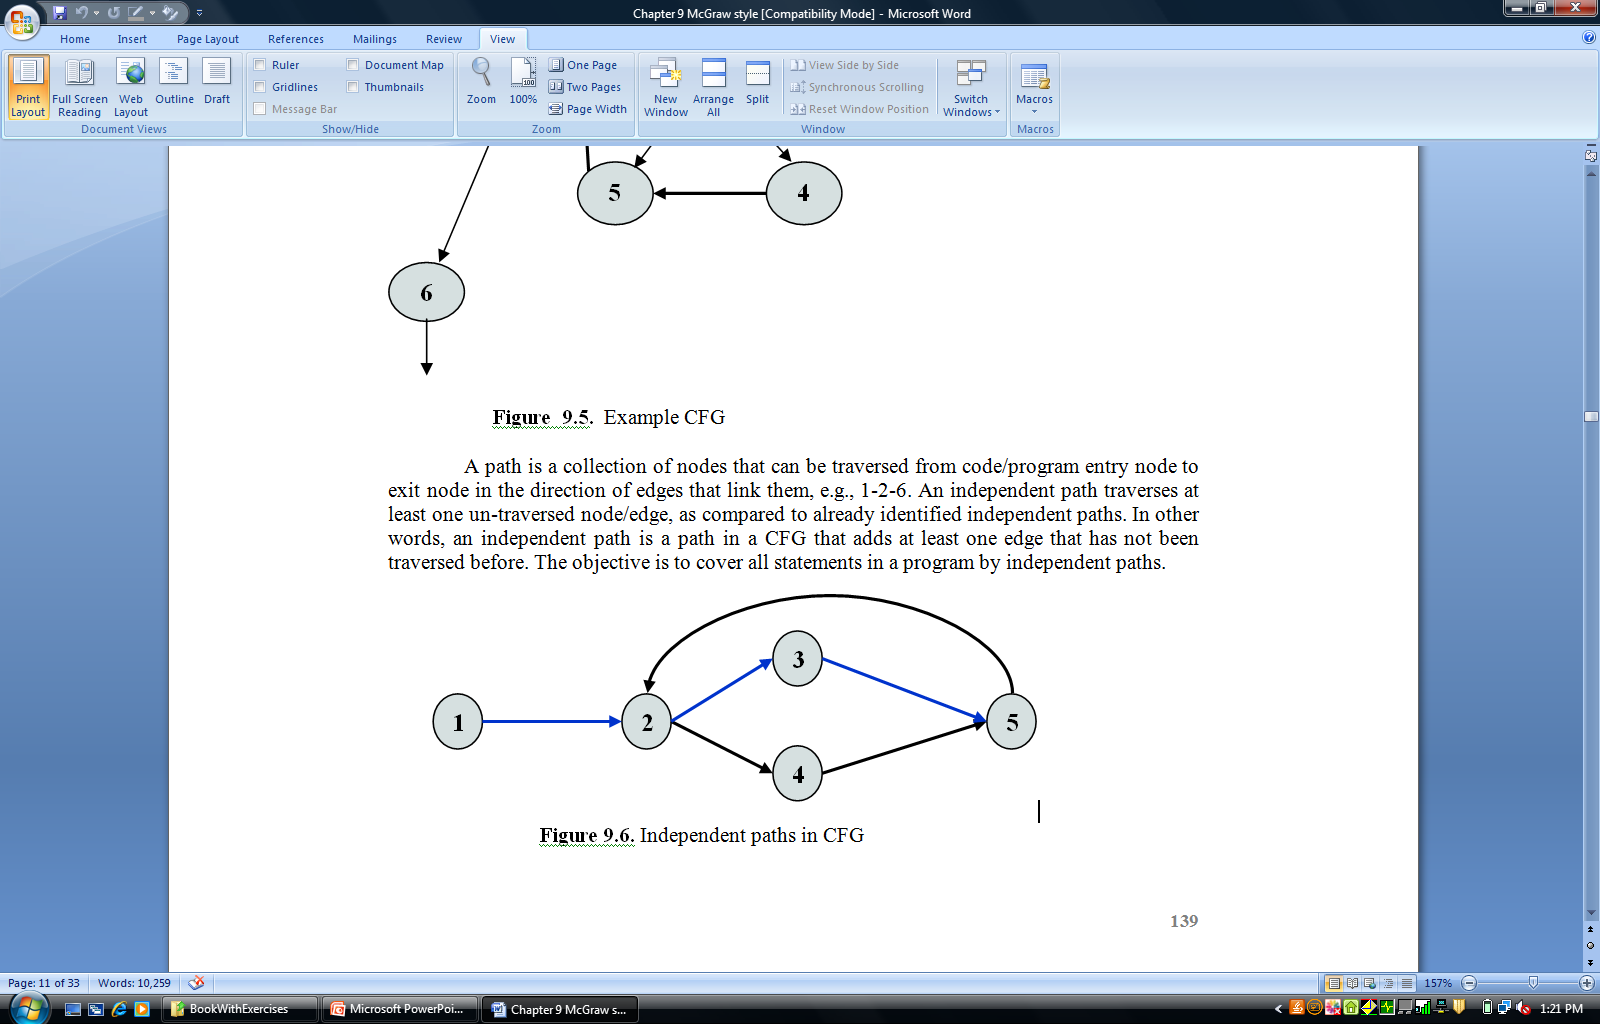 Chapter 9 McGraw style [Compatibility Mode] - Microsoft Word
Home Insert Page Layout References Mailings Review View
Print Layout
Full Screen Reading
Web Layout
Outline
Draft
Document Views
Ruler
Gridlines
Message Bar
Document Map
Thumbnails
Show/Hide
Zoom
100%
One Page
Two Pages
Page Width
Zoom
New Window
Arrange All
Split
View Side by Side
Synchronous Scrolling
Reset Window Position
Switch Windows
Window
Macros
Macros
5
4
6
Figure 9.5. Example CFG
A path is a collection of nodes that can be traversed from code/program entry node to
exit node in the direction of edges that link them, e.g., 1-2-6. An independent path traverses at
least one un-traversed node/edge, as compared to already identified independent paths. In other
words, an independent path is a path in a CFG that adds at least one edge that has not been
traversed before. The objective is to cover all statements in a program by independent paths.
3
1
2
5
4
Figure 9.6. Independent paths in CFG
139
Page: 11 of 33 Words: 10,259
157%
BookWithExercises
Microsoft PowerPoi...
Chapter 9 McGraw s...
1:21 PM